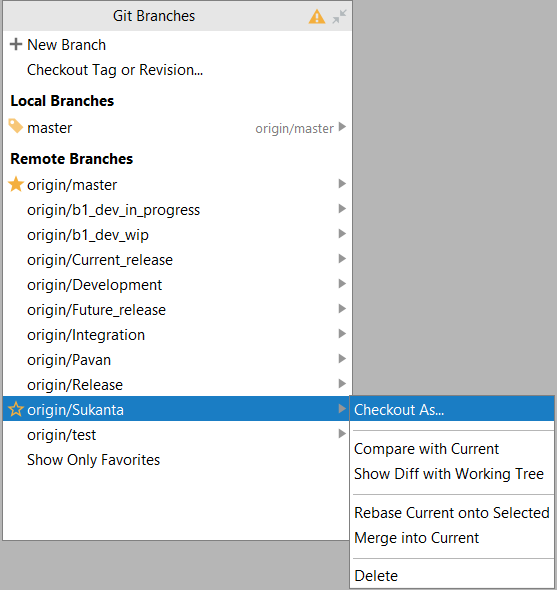 Git Branches
New Branch
Checkout Tag or Revision...
Local Branches
master origin/master
Remote Branches
origin/master
origin/b1_dev_in_progress
origin/b1_dev_wip
origin/Current_release
origin/Development
origin/Future_release
origin/Integration
origin/Pavan
origin/Release
origin/Sukanta
origin/test
Show Only Favorites
Checkout As...
Compare with Current
Show Diff with Working Tree
Rebase Current onto Selected
Merge into Current
Delete